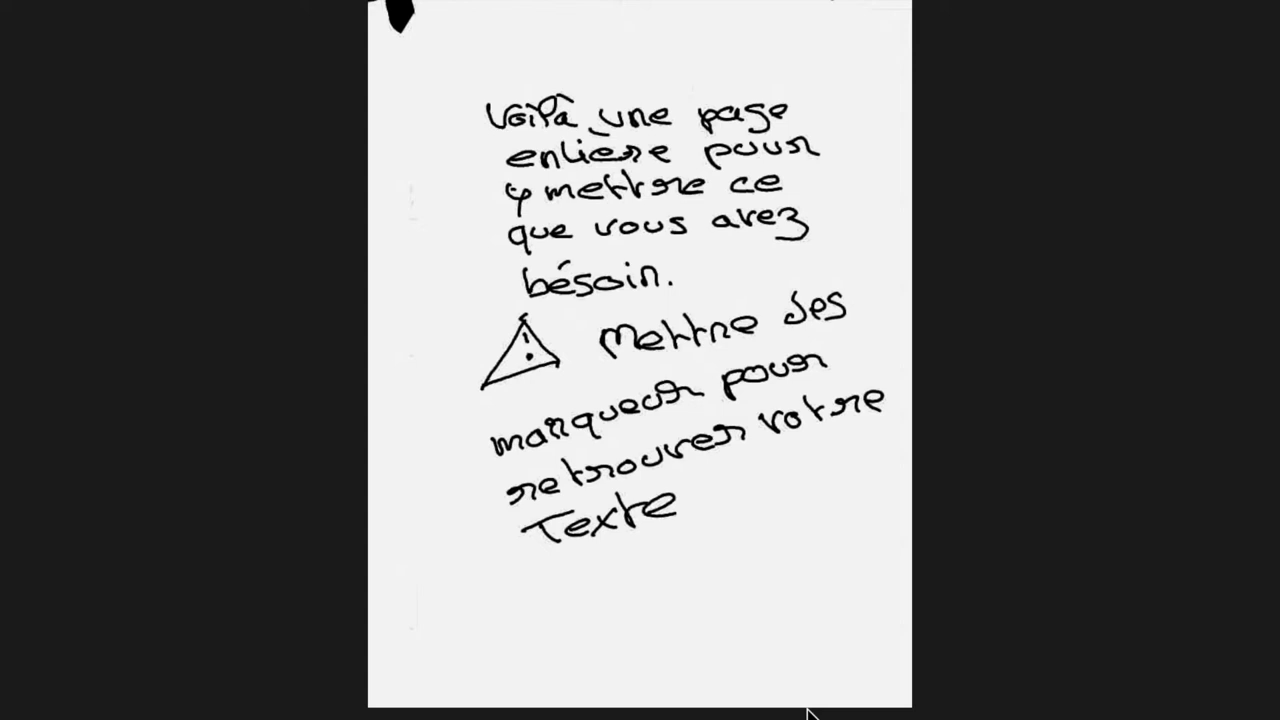 Voilà une page
entière pour
y mettre ce
que vous avez
bésoin.
⚠ Mettre des
marqueur pour
retrouver votre
Texte